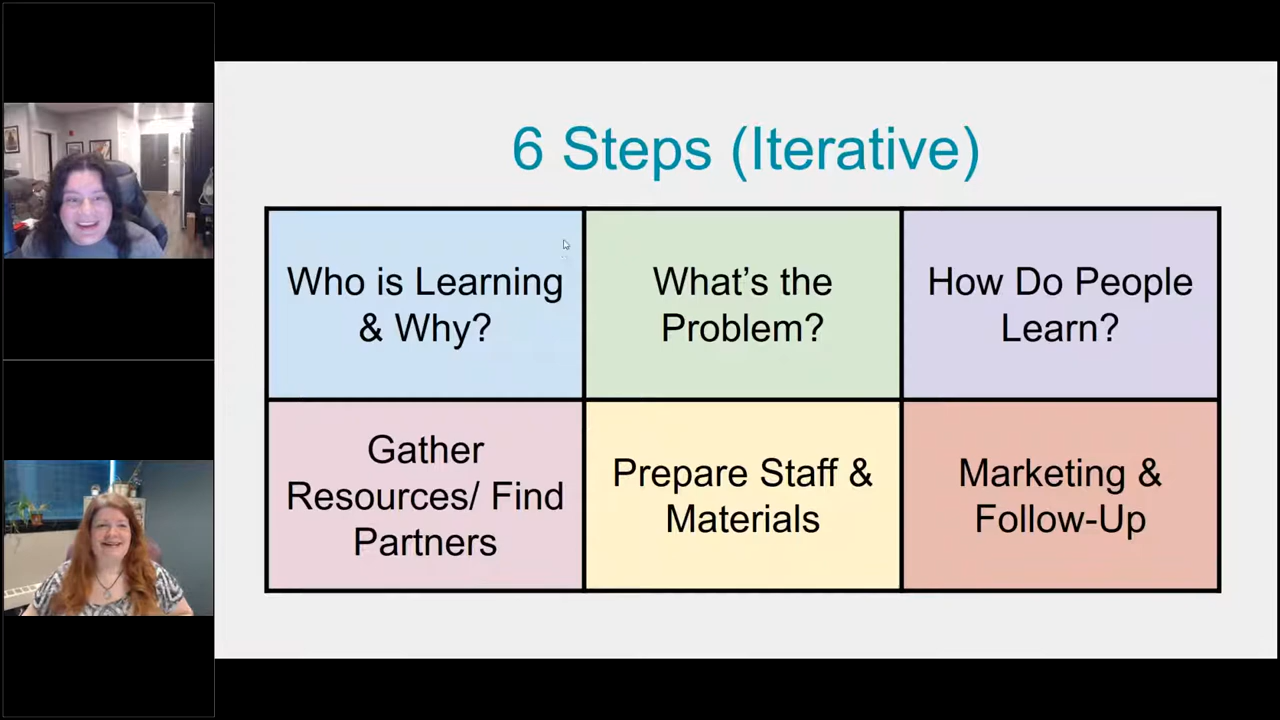 6 Steps (Iterative)
Who is Learning
& Why?
What’s the
Problem?
How Do People
Learn?
Gather
Resources/ Find
Partners
Prepare Staff &
Materials
Marketing &
Follow-Up